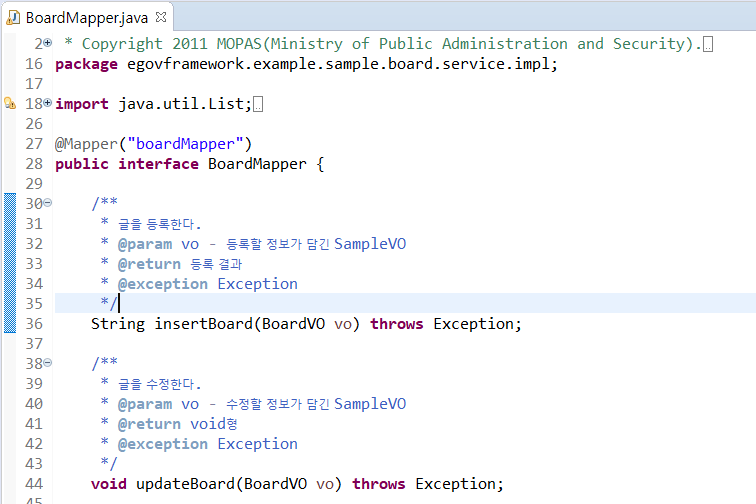 BoardMapper.java
2 * Copyright 2011 MOPAS(Ministry of Public Administration and Security).
16 package egovframework.example.sample.board.service.impl;
17
18 import java.util.List;
26
27 @Mapper("boardMapper")
28 public interface BoardMapper {
29
30 /**
31 * 글을 등록한다.
32 * @param vo - 등록할 정보가 담긴 SampleVO
33 * @return 등록 결과
34 * @exception Exception
35 */
36 String insertBoard(BoardVO vo) throws Exception;
37
38 /**
39 * 글을 수정한다.
40 * @param vo - 수정할 정보가 담긴 SampleVO
41 * @return void형
42 * @exception Exception
43 */
44 void updateBoard(BoardVO vo) throws Exception;